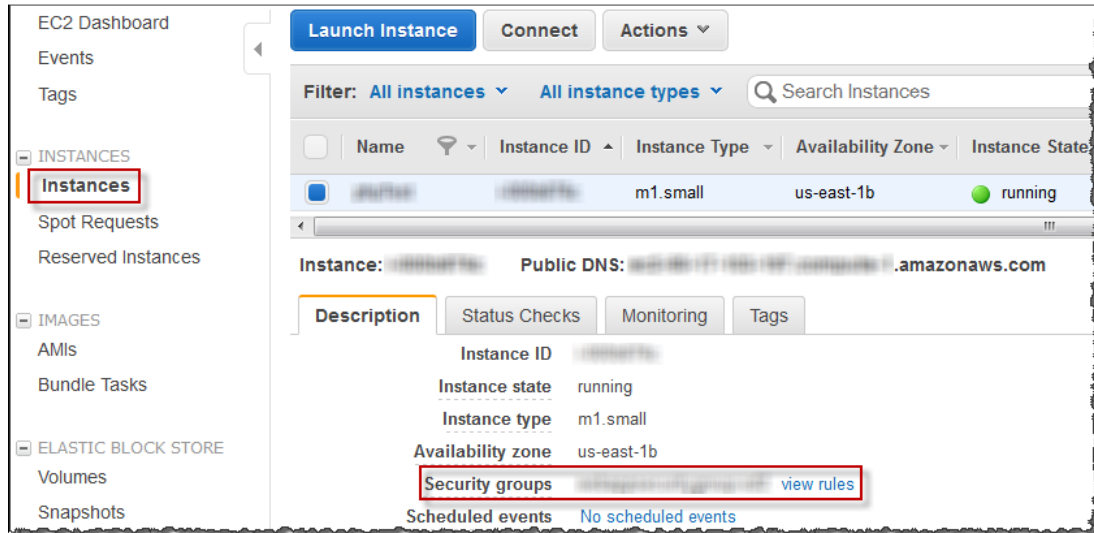 EC2 Dashboard
Events
Tags
INSTANCES
Instances
Spot Requests
Reserved Instances
IMAGES
AMIs
Bundle Tasks
ELASTIC BLOCK STORE
Volumes
Snapshots
Launch Instance Connect Actions
Filter: All instances All instance types Search Instances
Name Instance ID Instance Type Availability Zone Instance State
m1.small us-east-1b running
Instance: Public DNS: .amazonaws.com
Description Status Checks Monitoring Tags
Instance ID
Instance state running
Instance type m1.small
Availability zone us-east-1b
Security groups view rules
Scheduled events No scheduled events